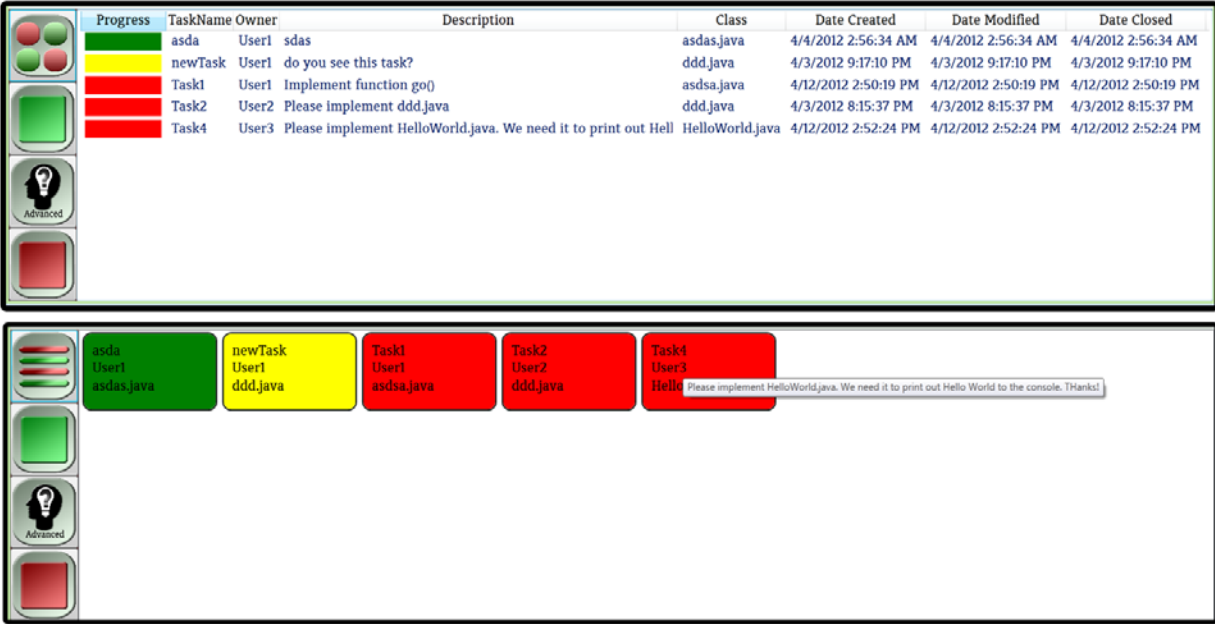 Progress TaskName Owner Description Class Date Created Date Modified Date Closed
asda User1 sdas asdas.java 4/4/2012 2:56:34 AM 4/4/2012 2:56:34 AM 4/4/2012 2:56:34 AM
newTask User1 do you see this task? ddd.java 4/3/2012 9:17:10 PM 4/3/2012 9:17:10 PM 4/3/2012 9:17:10 PM
Task1 User1 Implement function go() asdsa.java 4/12/2012 2:50:19 PM 4/12/2012 2:50:19 PM 4/12/2012 2:50:19 PM
Task2 User2 Please implement ddd.java ddd.java 4/3/2012 8:15:37 PM 4/3/2012 8:15:37 PM 4/3/2012 8:15:37 PM
Task4 User3 Please implement HelloWorld.java. We need it to print out Hell HelloWorld.java 4/12/2012 2:52:24 PM 4/12/2012 2:52:24 PM 4/12/2012 2:52:24 PM
Advanced
asda newTask Task1 Task2 Task4
User1 User1 User1 User2 User3
asdas.java ddd.java asdsa.java ddd.java Hello Please implement HelloWorld.java. We need it to print out Hello World to the console. THanks!
Advanced